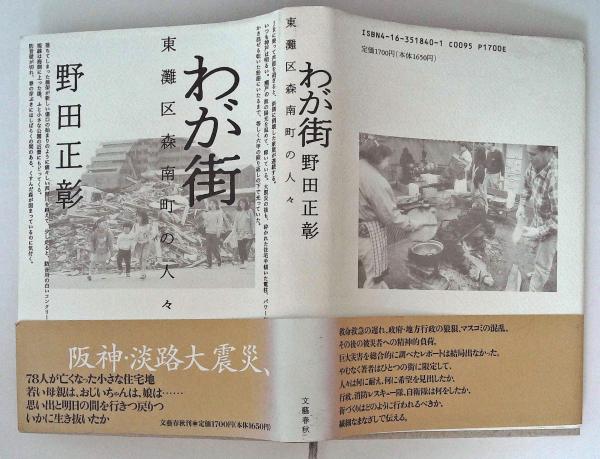 わが街
東灘区森南町の人々
野田正彰
阪神・淡路大震災、
78人が亡くなった小さな住宅地
若い母親は、おじいちゃんは、娘は……
思い出と明日の間を行きつ戻りつ
いかに生き抜いたか
文藝春秋刊●定価1700円(本体1650円)
東灘区森南町の人々
わが街 野田正彰
文藝春秋
ISBN4-16-351840-1 C0095 P1700E
定価1700円(本体1650円)
救命救急の遅れ、政府・地方行政の狼狽、マスコミの混乱。
その後の被災者への精神的負荷。
巨大災害を総合的に調べたレポートは結局出なかった。
やむなく著者はひとつの街に限定して、
人々は何に耐え、何に希望を見出したか、
行政、消防レスキュー隊、自衛隊は何をしたか、
街づくりはどのように行われるべきか、
繊細なまなざしで伝える。